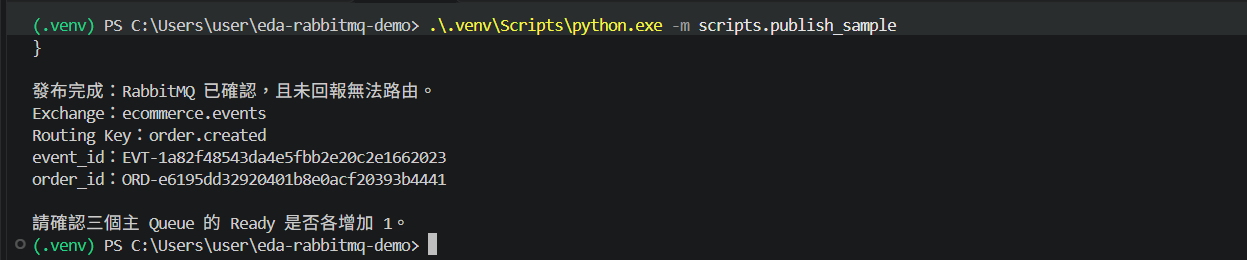 (.venv) PS C:\Users\user\eda-rabbitmq-demo> .\.venv\Scripts\python.exe -m scripts.publish_sample
}
發布完成：RabbitMQ 已確認，且未回報無法路由。
Exchange：ecommerce.events
Routing Key：order.created
event_id：EVT-1a82f48543da4e5fbb2e20c2e1662023
order_id：ORD-e6195dd32920401b8e0acf20393b4441
請確認三個主 Queue 的 Ready 是否各增加 1。
(.venv) PS C:\Users\user\eda-rabbitmq-demo>